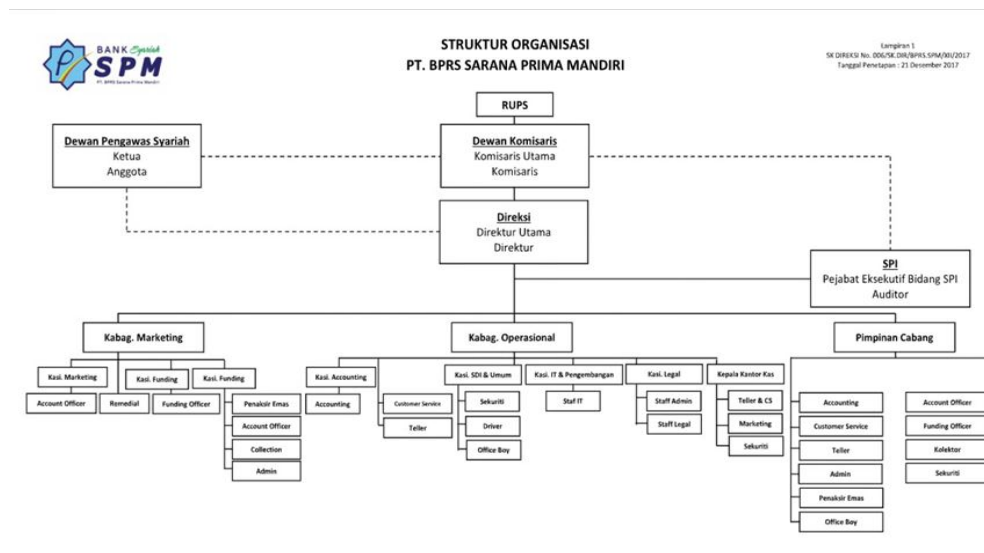 BANK Syariah
SPM
PT. BPRS Sarana Prima Mandiri
STRUKTUR ORGANISASI
PT. BPRS SARANA PRIMA MANDIRI
Lampiran 1
SK DIREKSI No. 006/SK.DIR/BPRS.SPM/XII/2017
Tanggal Penetapan : 21 Desember 2017
RUPS
Dewan Pengawas Syariah
Ketua
Anggota
Dewan Komisaris
Komisaris Utama
Komisaris
Direksi
Direktur Utama
Direktur
SPI
Pejabat Eksekutif Bidang SPI
Auditor
Kabag. Marketing
Kabag. Operasional
Pimpinan Cabang
Kasi. Marketing
Kasi. Funding
Kasi. Funding
Account Officer
Remedial
Funding Officer
Penaksir Emas
Account Officer
Collection
Admin
Kasi. Accounting
Accounting
Customer Service
Teller
Kasi. SDI & Umum
Sekuriti
Driver
Office Boy
Kasi. IT & Pengembangan
Staf IT
Kasi. Legal
Staff Admin
Staff Legal
Kepala Kantor Kas
Teller & CS
Marketing
Sekuriti
Accounting
Customer Service
Teller
Admin
Penaksir Emas
Office Boy
Account Officer
Funding Officer
Kolektor
Sekuriti